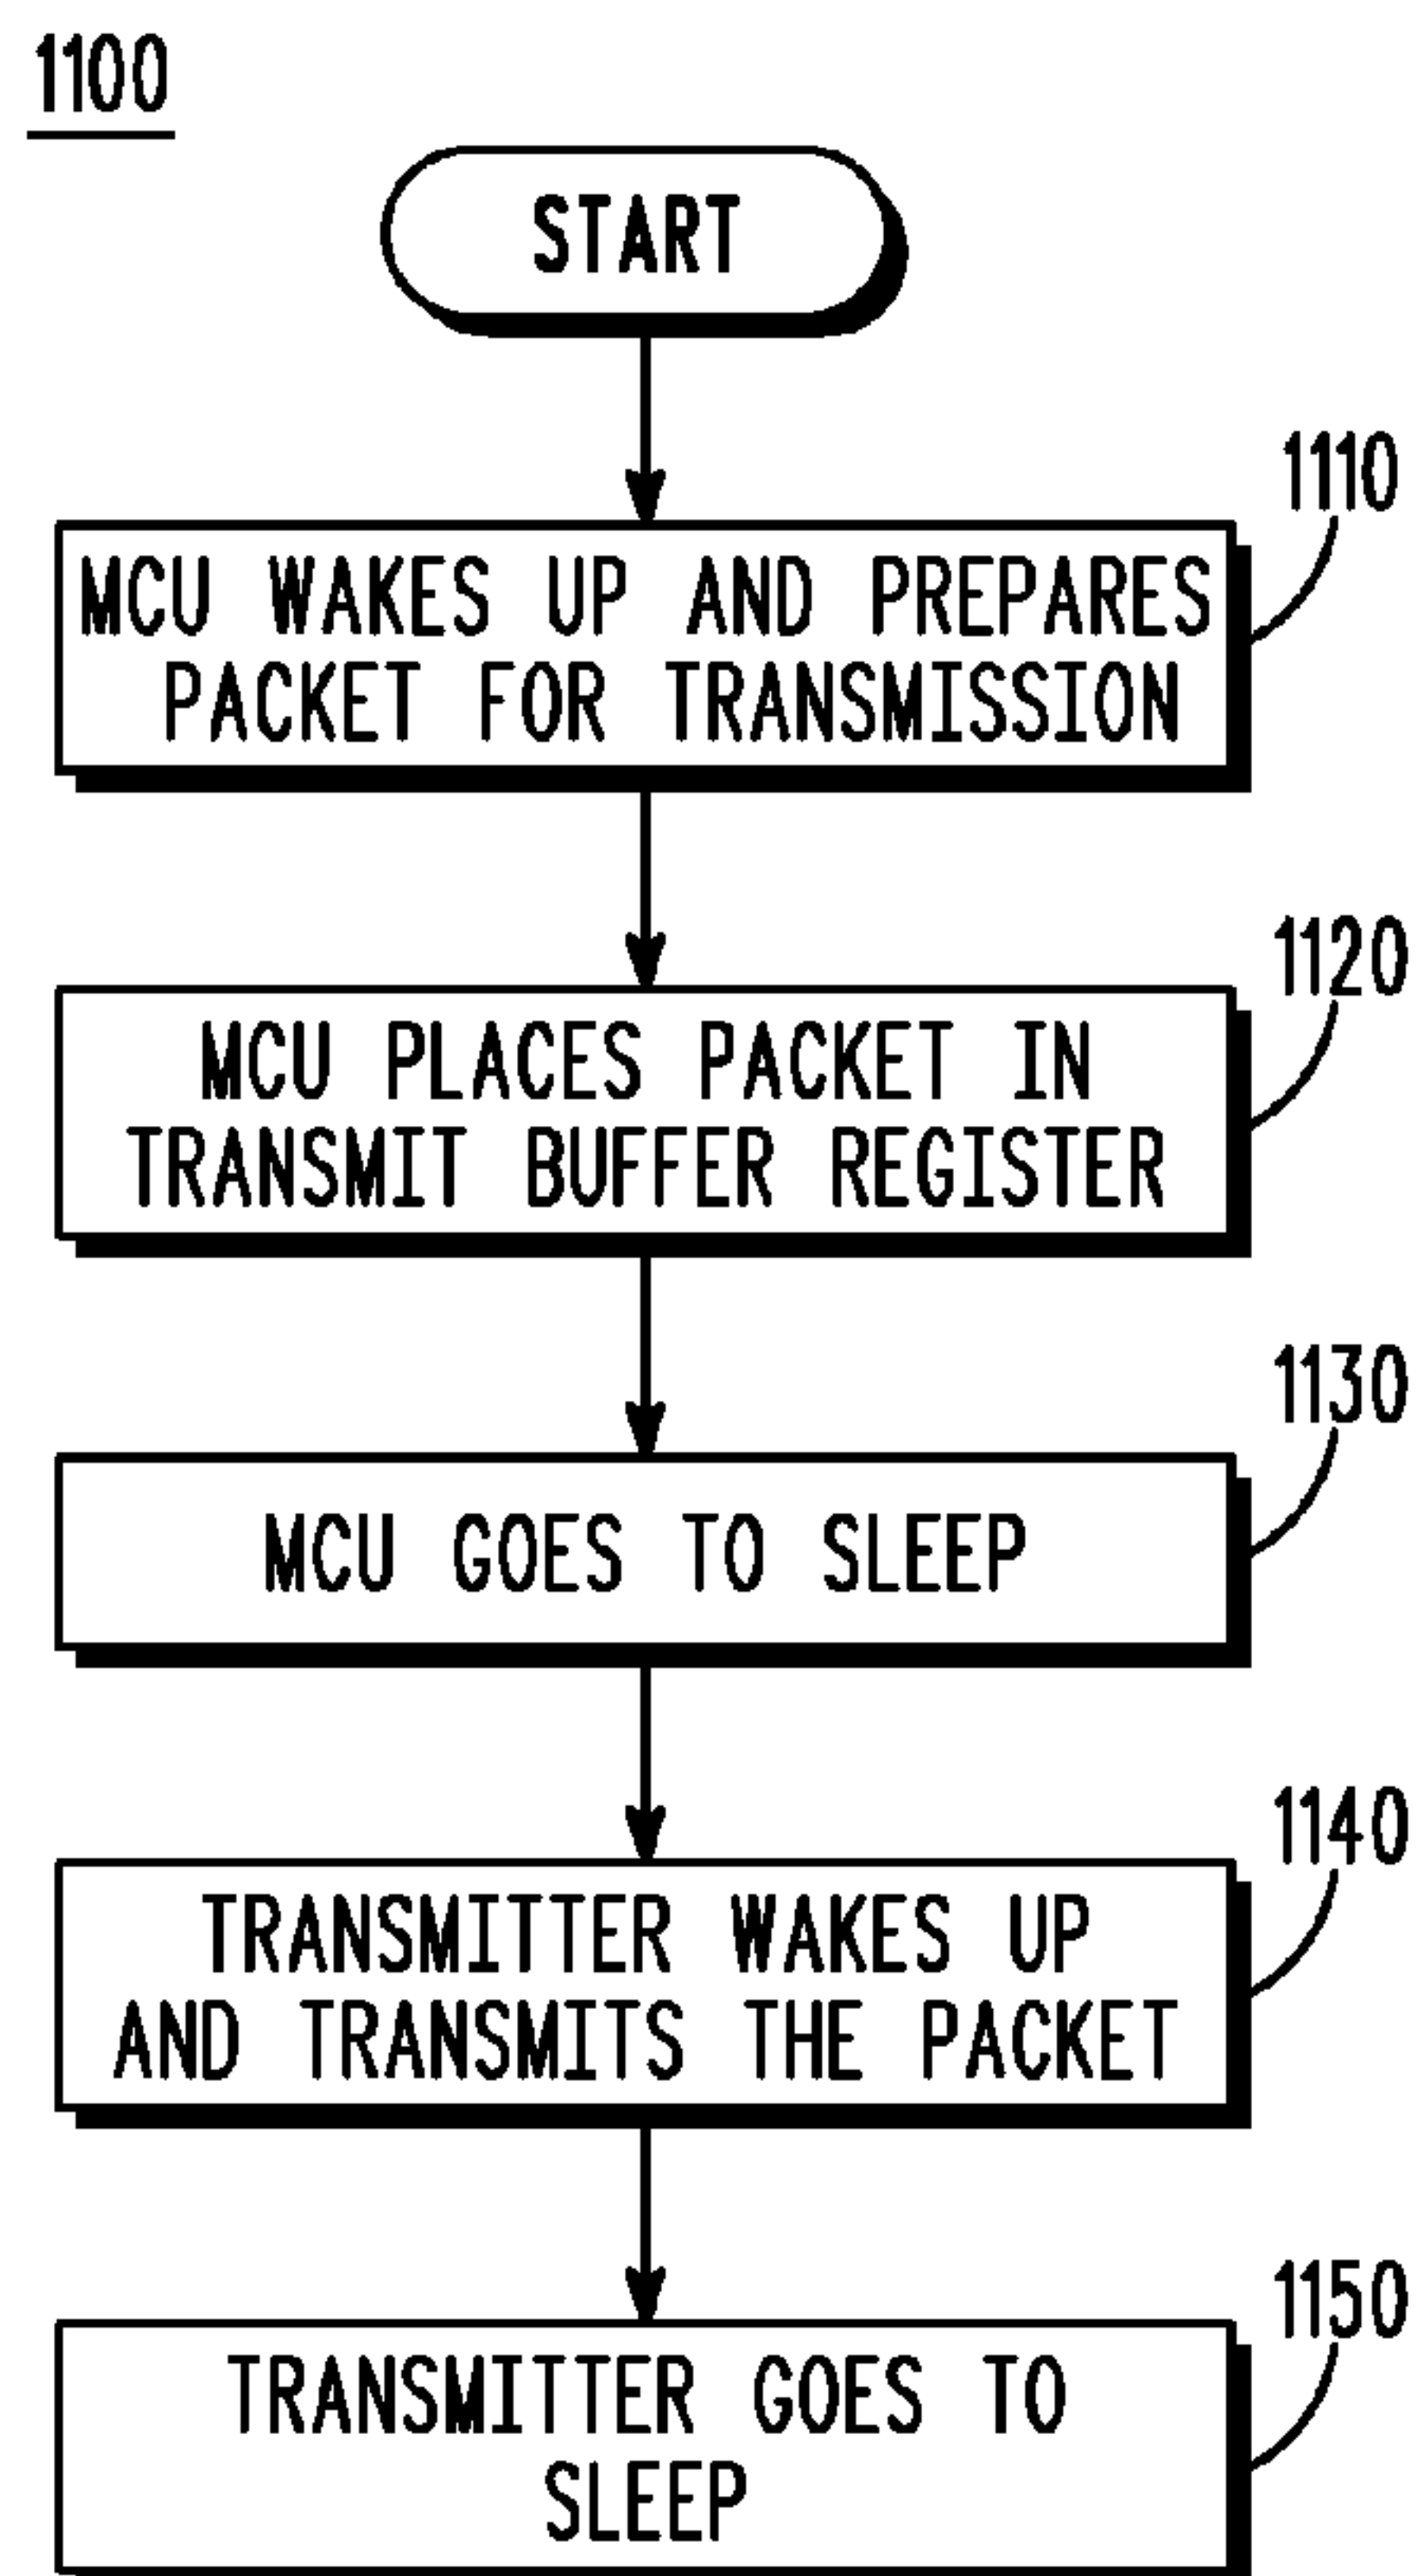 1100
START
1110
MCU WAKES UP AND PREPARES
PACKET FOR TRANSMISSION
1120
MCU PLACES PACKET IN
TRANSMIT BUFFER REGISTER
1130
MCU GOES TO SLEEP
1140
TRANSMITTER WAKES UP
AND TRANSMITS THE PACKET
1150
TRANSMITTER GOES TO
SLEEP